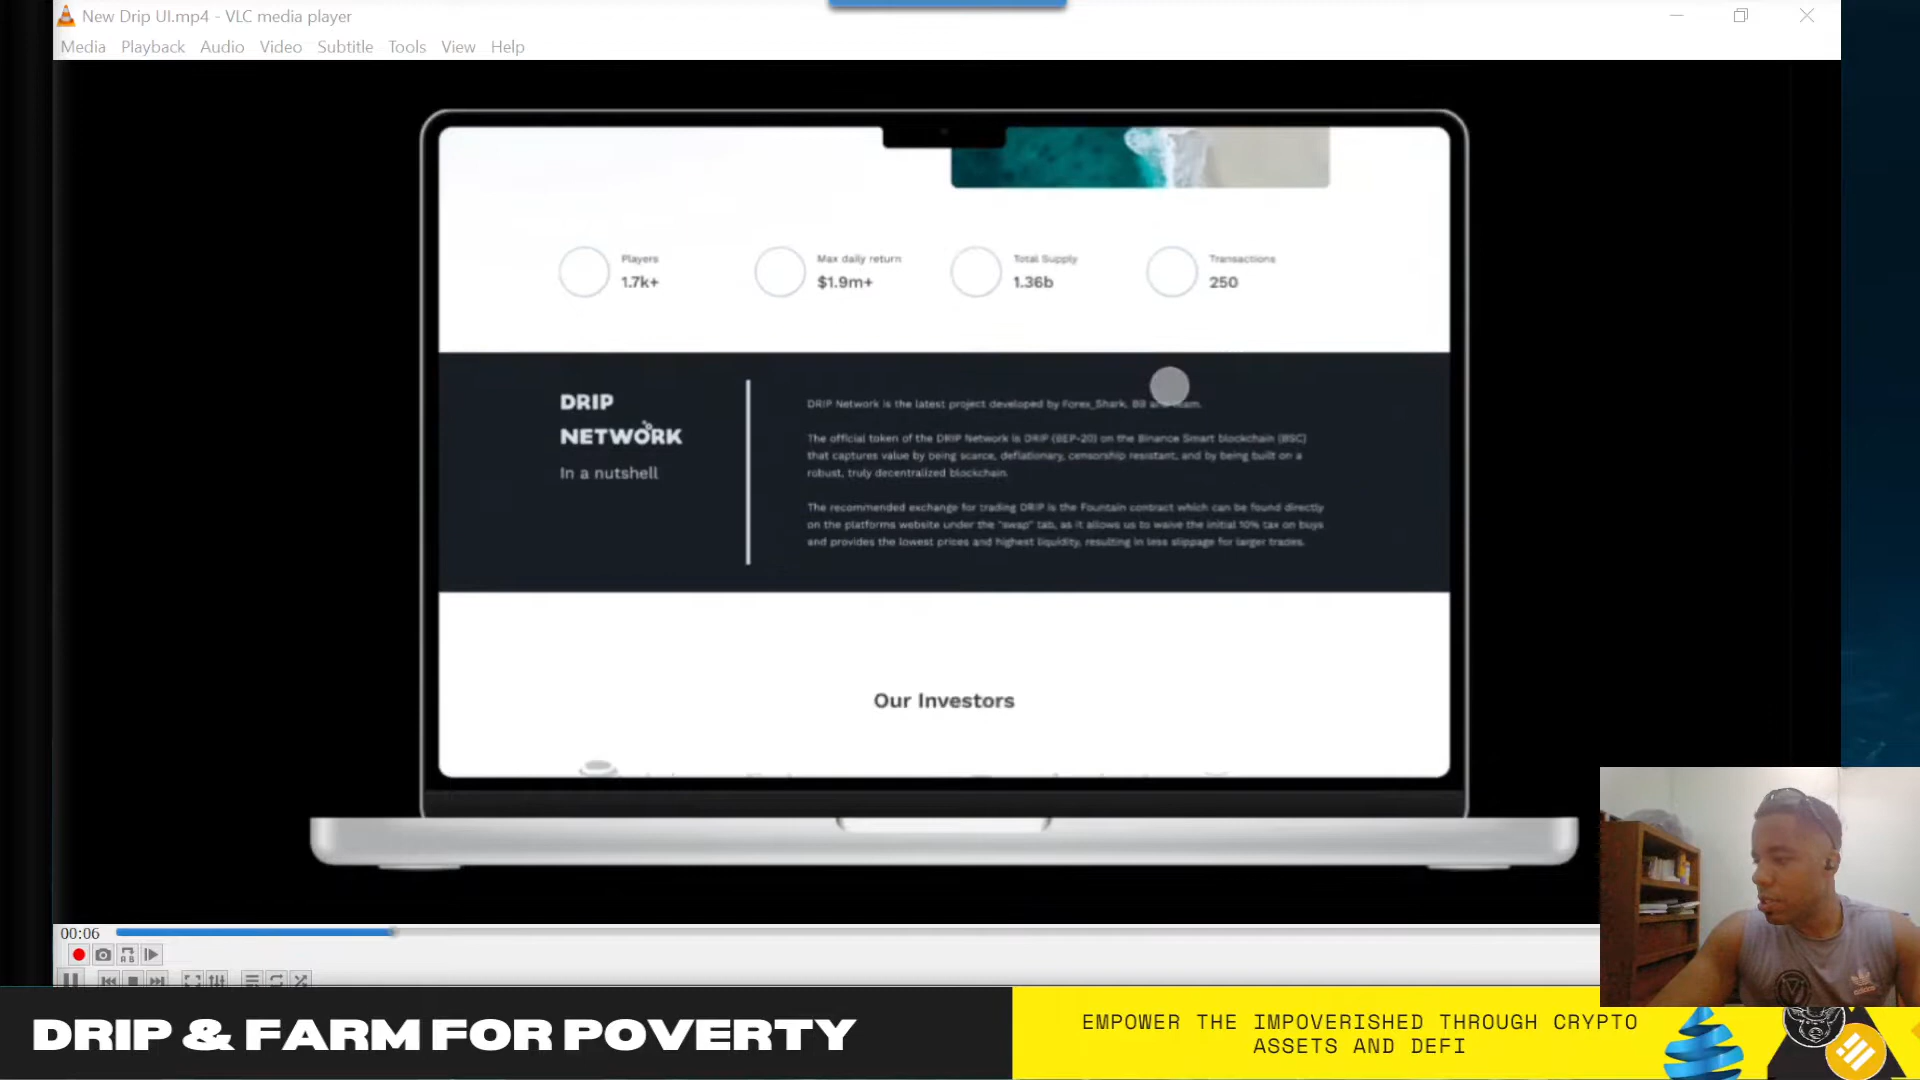 New Drip UI.mp4 - VLC media player
Media Playback Audio Video Subtitle Tools View Help
Players
1.7k+
Max daily return
$1.9m+
Total Supply
1.36b
Transactions
250
DRIP
NETWORK
In a nutshell
DRIP Network is the latest project developed by Forex_Shark, BB and team.
The official token of the DRIP Network is DRIP (BEP-20) on the Binance Smart blockchain (BSC)
that captures value by being scarce, deflationary, censorship resistant, and by being built on a
robust, truly decentralized blockchain.
The recommended exchange for trading DRIP is the Fountain contract which can be found directly
on the platforms website under the "swap" tab, as it allows us to waive the initial 10% tax on buys
and provides the lowest prices and highest liquidity, resulting in less slippage for larger trades.
Our Investors
00:06
DRIP & FARM FOR POVERTY
EMPOWER THE IMPOVERISHED THROUGH CRYPTO
ASSETS AND DEFI